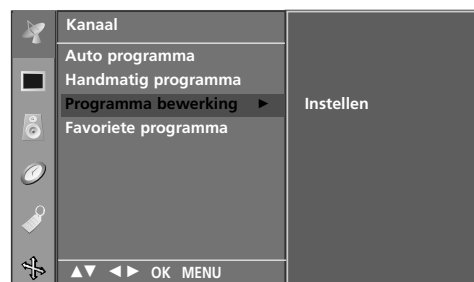 Kanaal
Auto programma
Handmatig programma
Programma bewerking ►
Instellen
Favoriete programma
▲▼ ◄► OK MENU